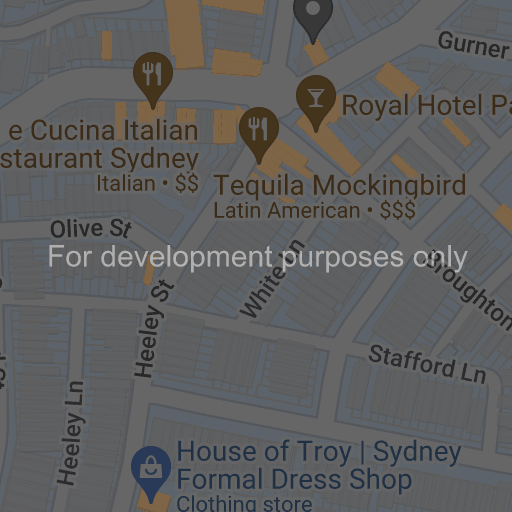 Gurner
Royal Hotel Pa
e Cucina Italian
staurant Sydney
Italian • $$
Tequila Mockingbird
Latin American • $$$
Olive St
For development purposes only
White Ln
Broughton
Heeley St
Stafford Ln
Heeley Ln
House of Troy | Sydney
Formal Dress Shop
Clothing store